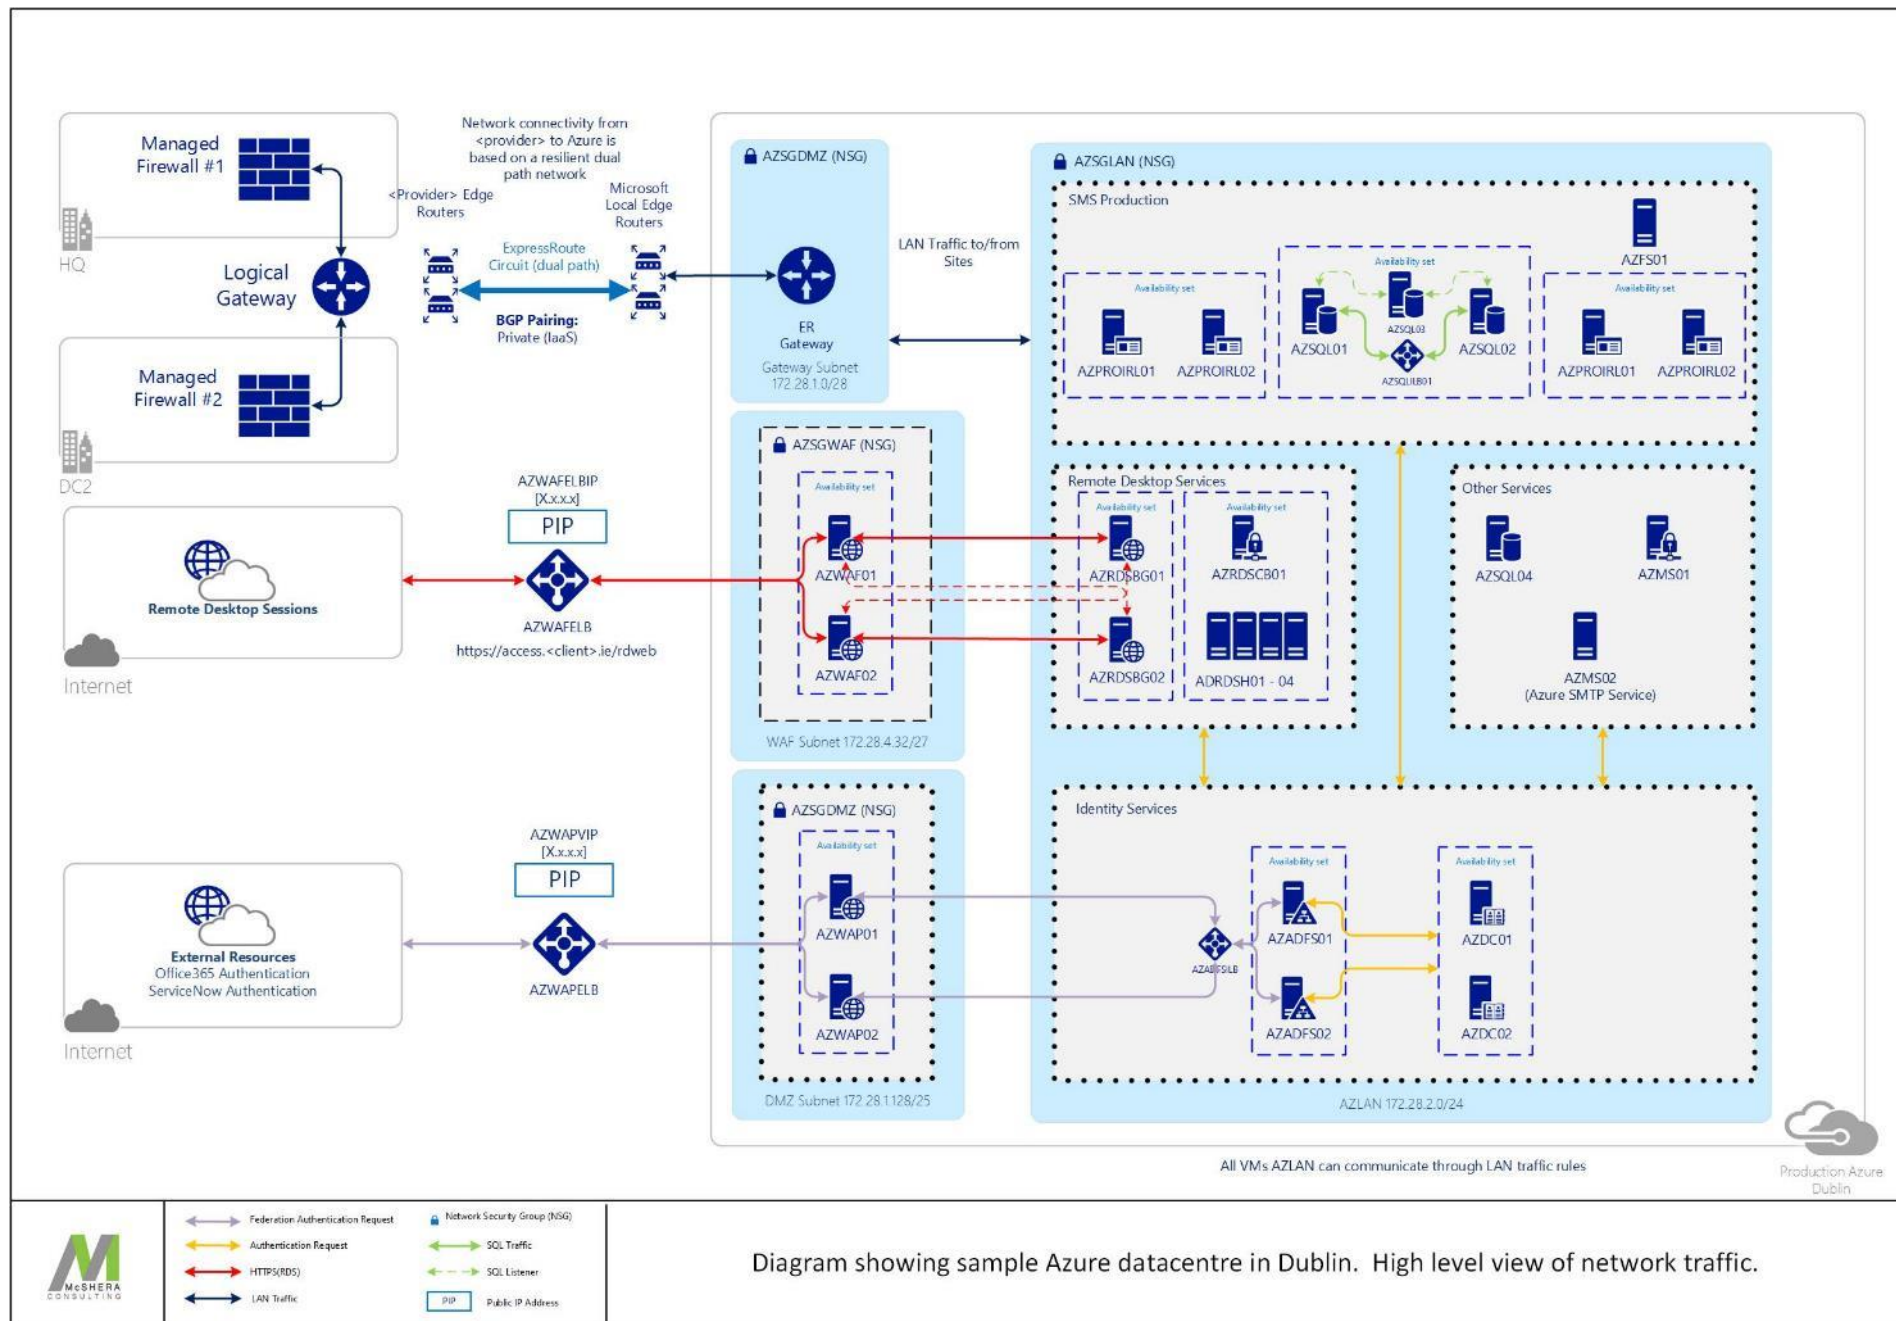 Managed
Firewall #1
HQ
Logical
Gateway
Managed
Firewall #2
DC2
Network connectivity from
<provider> to Azure is
based on a resilient dual
path network
<Provider> Edge
Routers
Microsoft
Local Edge
Routers
ExpressRoute
Circuit (dual path)
BGP Pairing:
Private (IaaS)
AZSGDMZ (NSG)
ER
Gateway
Gateway Subnet
172.28.1.0/28
LAN Traffic to/from
Sites
AZSGLAN (NSG)
SMS Production
AZFS01
Availability set
AZPROIRL01
AZPROIRL02
Availability set
AZSQL01
AZSQL03
AZSQL02
AZSQLILB01
Availability set
AZPROIRL01
AZPROIRL02
Remote Desktop Sessions
Internet
AZWAFELBIP
[X.x.x.x]
PIP
AZWAFELB
https://access.<client>.ie/rdweb
AZSGWAF (NSG)
Availability set
AZWAF01
AZWAF02
WAF Subnet 172.28.4.32/27
Remote Desktop Services
Availability set
AZRDSBG01
AZRDSBG02
Availability set
AZRDSCB01
ADRDSH01 - 04
Other Services
AZSQL04
AZMS01
AZMS02
(Azure SMTP Service)
External Resources
Office365 Authentication
ServiceNow Authentication
Internet
AZWAPVIP
[X.x.x.x]
PIP
AZWAPELB
AZSGDMZ (NSG)
Availability set
AZWAP01
AZWAP02
DMZ Subnet 172.28.1.128/25
Identity Services
AZADFSILB
Availability set
AZADFS01
AZADFS02
Availability set
AZDC01
AZDC02
AZLAN 172.28.2.0/24
All VMs AZLAN can communicate through LAN traffic rules
Production Azure
Dublin
McSHERA
CONSULTING
Federation Authentication Request
Authentication Request
HTTPS(RDS)
LAN Traffic
Network Security Group (NSG)
SQL Traffic
SQL Listener
PIP
Public IP Address
Diagram showing sample Azure datacentre in Dublin. High level view of network traffic.